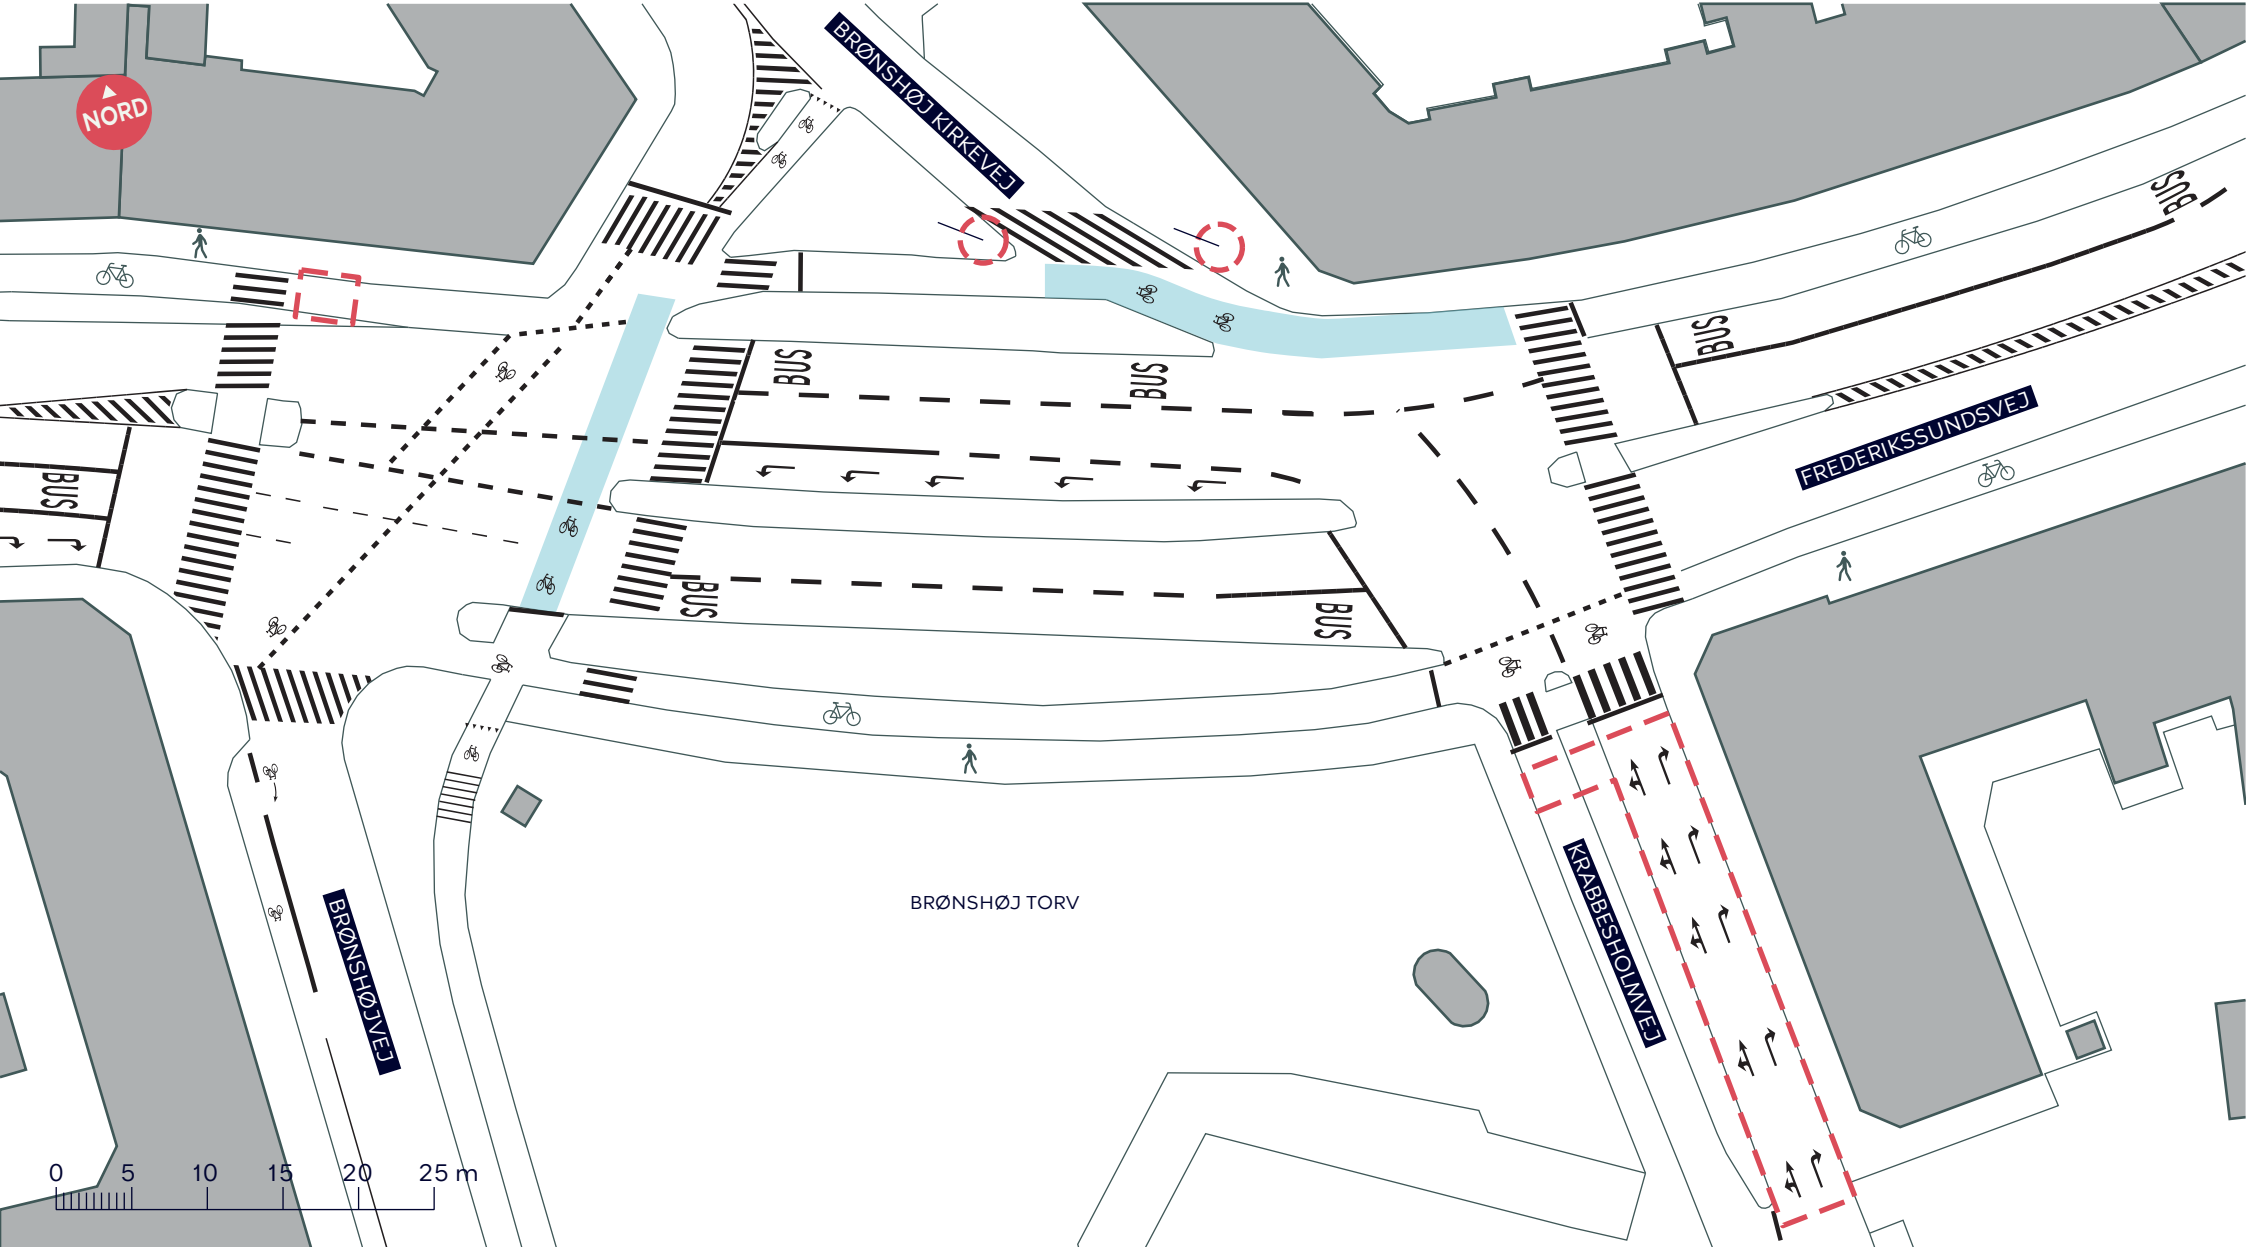 BRØNSHØJ KIRKEVEJ
NORD
BUS
BUS
BUS
BUS
FREDERIKSSUNDSVEJ
BUS
BUS
BUS
BRØNSHØJ TORV
KRABBESHOLMVEJ
BRØNSHØJVEJ
0 5 10 15 20 25 m